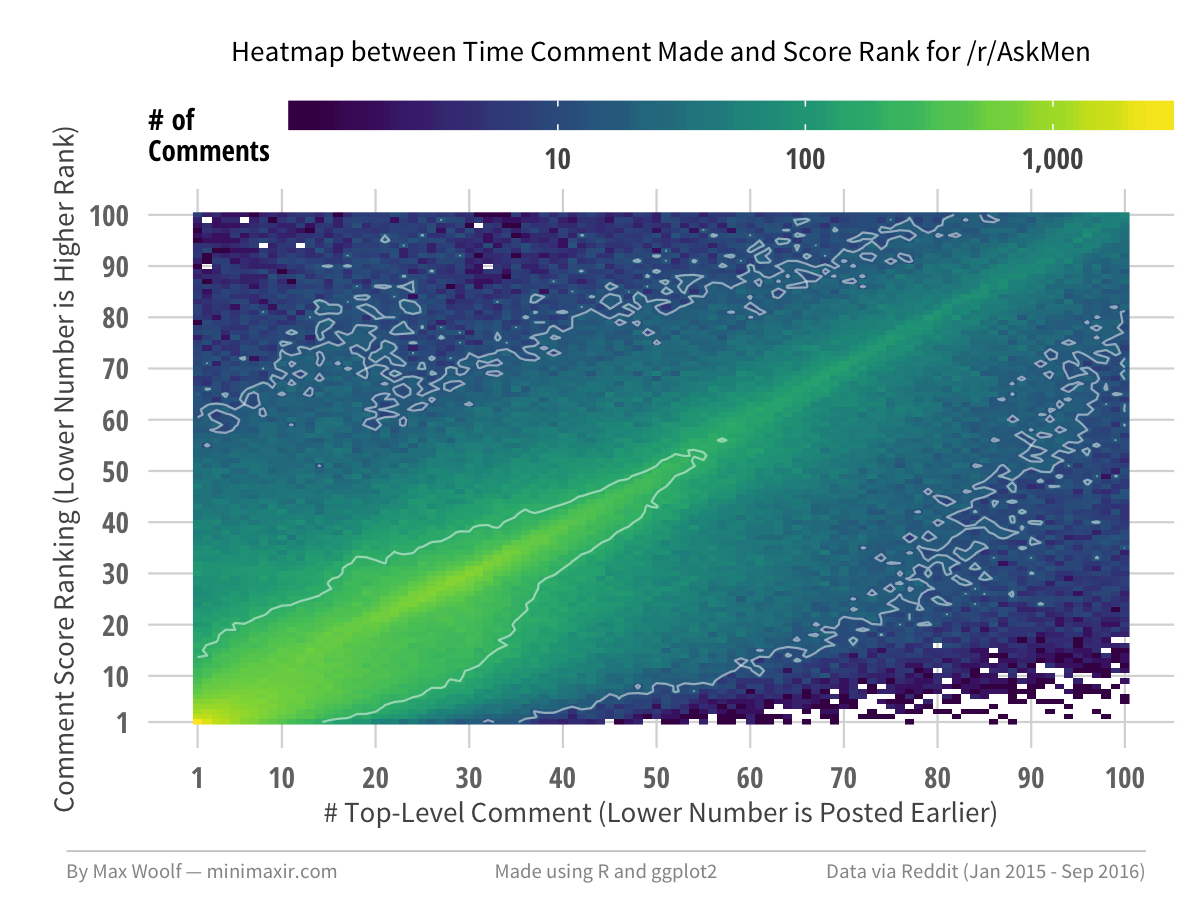 Heatmap between Time Comment Made and Score Rank for /r/AskMen
# of
Comments
10 100 1,000
Comment Score Ranking (Lower Number is Higher Rank)
100
90
80
70
60
50
40
30
20
10
1
1 10 20 30 40 50 60 70 80 90 100
# Top-Level Comment (Lower Number is Posted Earlier)
By Max Woolf — minimaxir.com Made using R and ggplot2 Data via Reddit (Jan 2015 - Sep 2016)